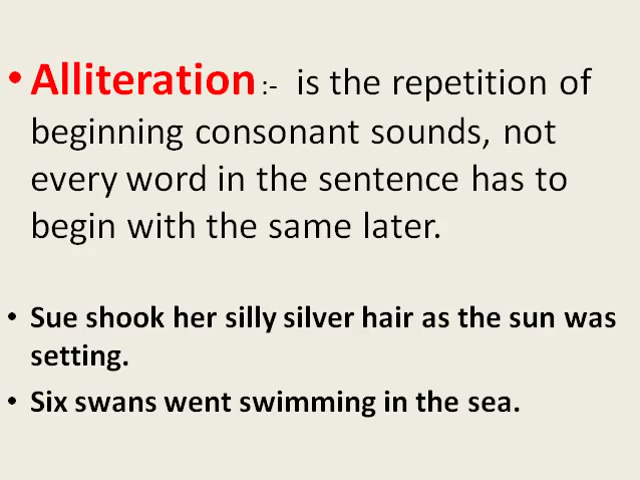 • Alliteration :- is the repetition of
beginning consonant sounds, not
every word in the sentence has to
begin with the same later.
• Sue shook her silly silver hair as the sun was
setting.
• Six swans went swimming in the sea.